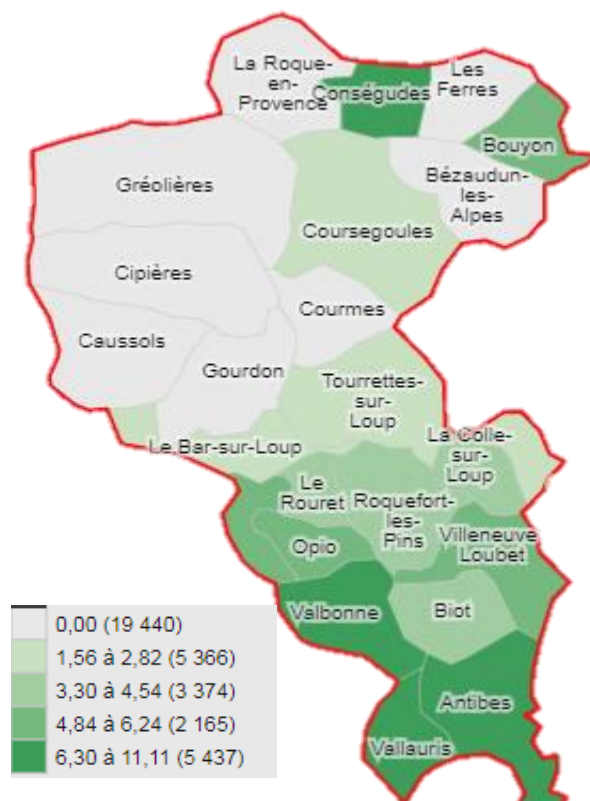 La Roque-
en-
Provence
Conségudes
Les
Ferres
Bouyon
Gréolières
Bézaudun-
les-
Alpes
Coursegoules
Cipières
Courmes
Caussols
Gourdon
Tourrettes-
sur-
Loup
Le Bar-sur-Loup
La Colle-
sur-
Loup
Le
Rouret
Roquefort-
les-
Pins
Villeneuve
Loubet
Opio
Valbonne
Biot
Antibes
Vallauris
0,00 (19 440)
1,56 à 2,82 (5 366)
3,30 à 4,54 (3 374)
4,84 à 6,24 (2 165)
6,30 à 11,11 (5 437)